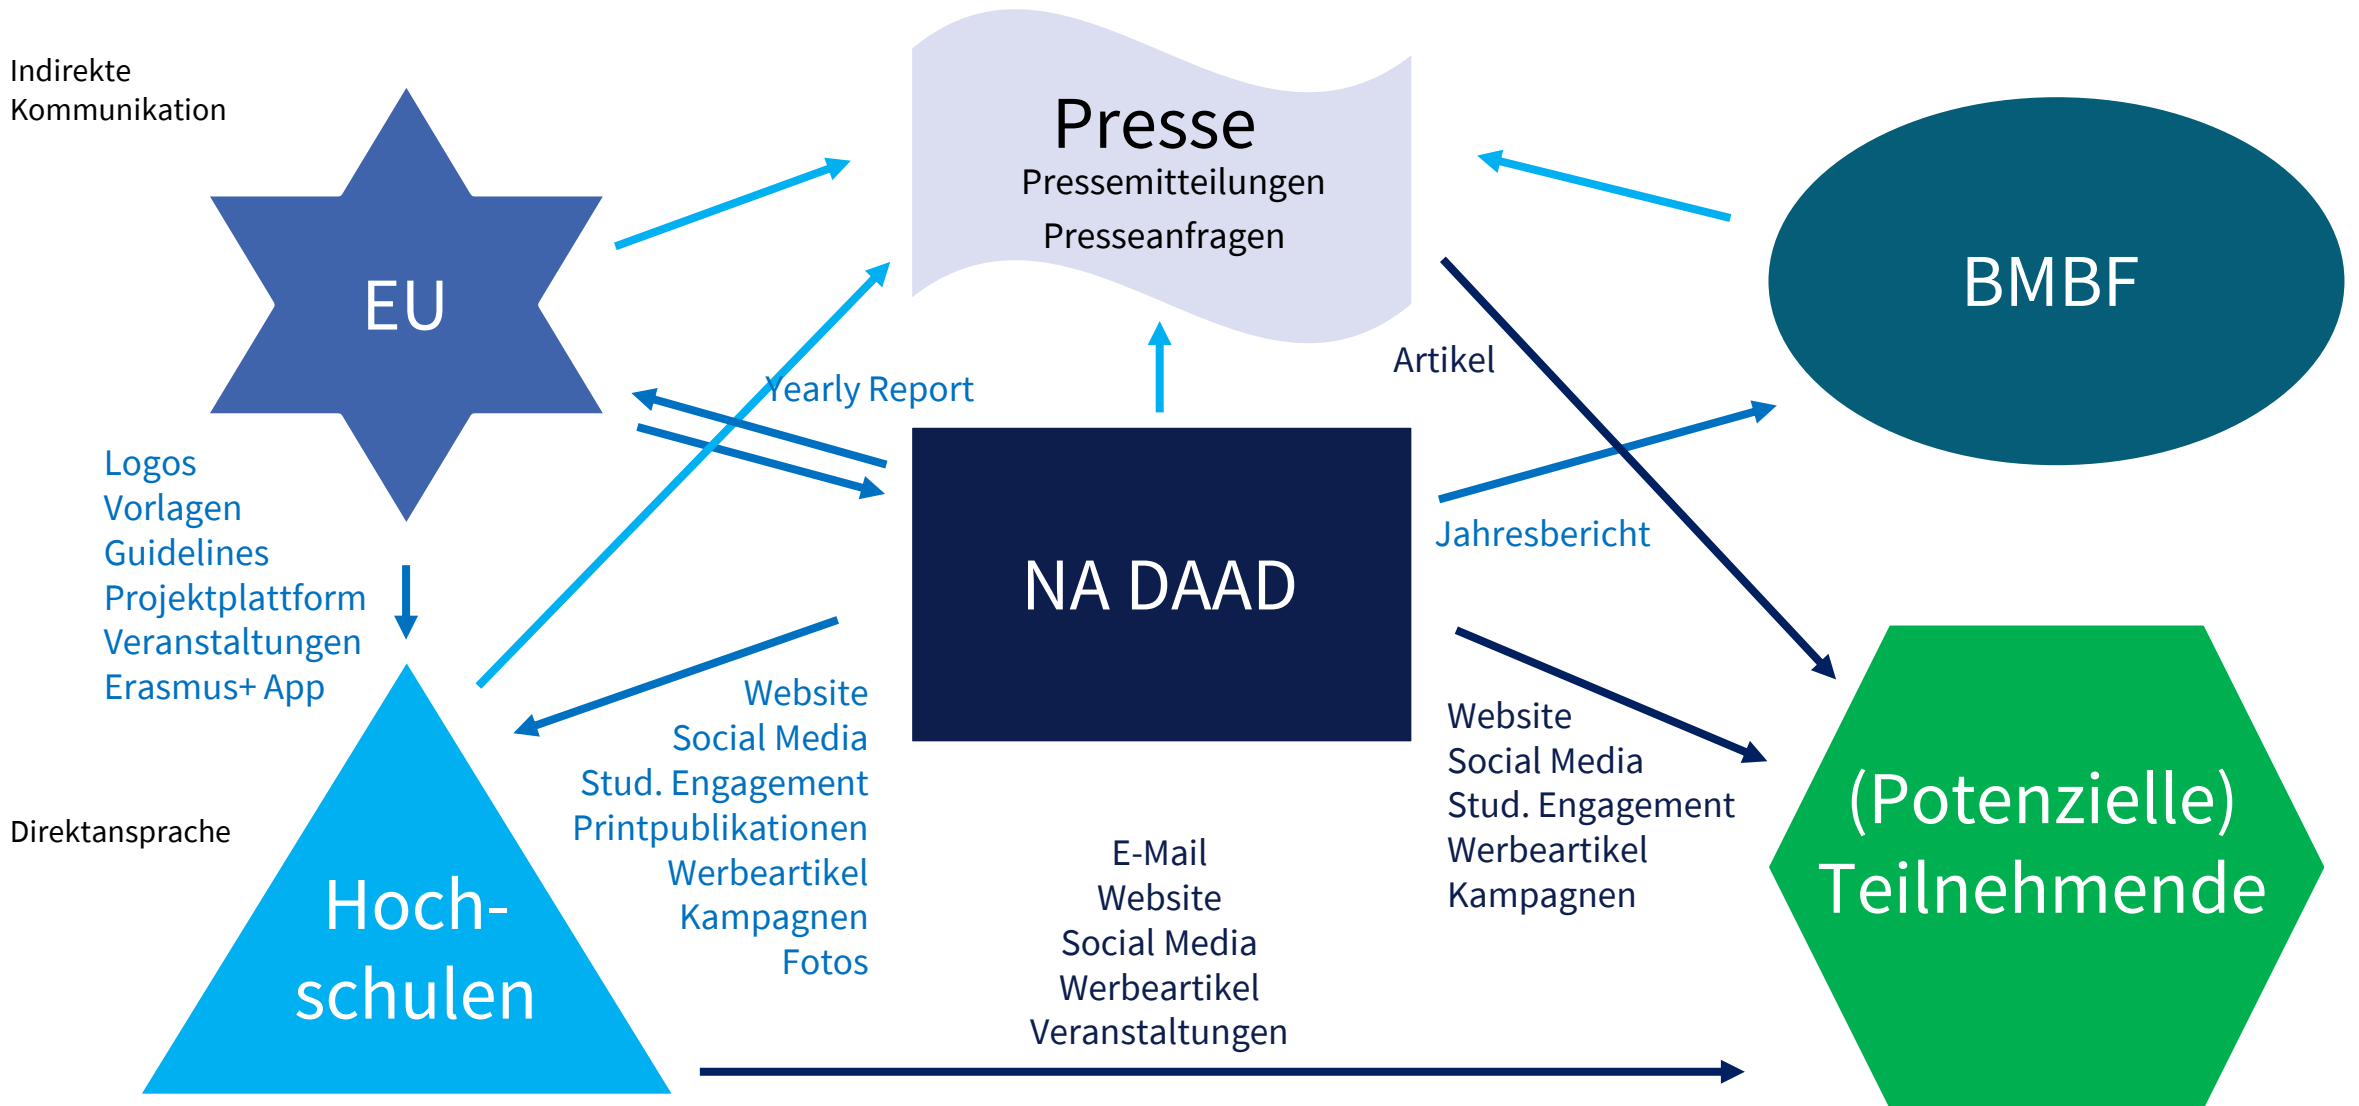 Indirekte
Kommunikation
Presse
Pressemitteilungen
Presseanfragen
EU
BMBF
Artikel
Yearly Report
Logos
Vorlagen
Guidelines
Projektplattform
Veranstaltungen
Erasmus+ App
NA DAAD
Jahresbericht
Website
Social Media
Stud. Engagement
Printpublikationen
Werbeartikel
Kampagnen
Fotos
Website
Social Media
Stud. Engagement
Werbeartikel
Kampagnen
(Potenzielle)
Teilnehmende
Direktansprache
Hoch-
schulen
E-Mail
Website
Social Media
Werbeartikel
Veranstaltungen